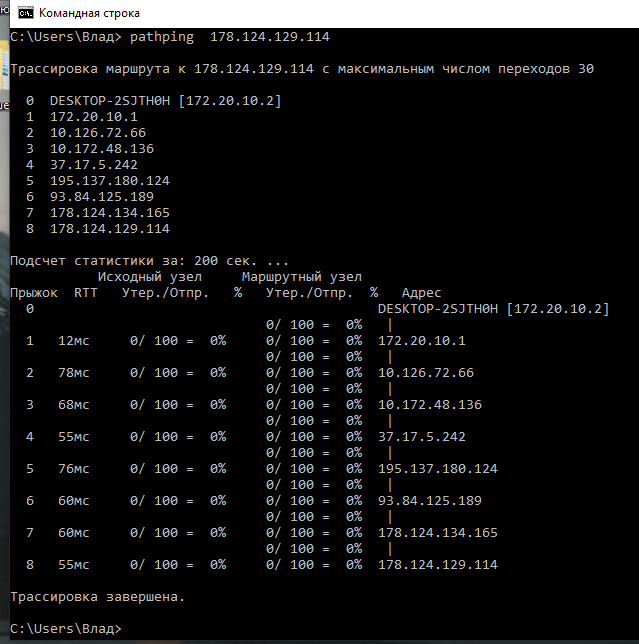 Командная строка
C:\Users\Влад> pathping  178.124.129.114
Трассировка маршрута к 178.124.129.114 с максимальным числом переходов 30
  0  DESKTOP-2SJTH0H [172.20.10.2]
  1  172.20.10.1
  2  10.126.72.66
  3  10.172.48.136
  4  37.17.5.242
  5  195.137.180.124
  6  93.84.125.189
  7  178.124.134.165
  8  178.124.129.114
Подсчет статистики за: 200 сек. ...
           Исходный узел     Маршрутный узел
Прыжок  RTT   Утер./Отпр.   %   Утер./Отпр.  %   Адрес
  0                                           DESKTOP-2SJTH0H [172.20.10.2]
                                0/ 100 =  0%   |
  1   12мс     0/ 100 =  0%     0/ 100 =  0%  172.20.10.1
                                0/ 100 =  0%   |
  2   78мс     0/ 100 =  0%     0/ 100 =  0%  10.126.72.66
                                0/ 100 =  0%   |
  3   68мс     0/ 100 =  0%     0/ 100 =  0%  10.172.48.136
                                0/ 100 =  0%   |
  4   55мс     0/ 100 =  0%     0/ 100 =  0%  37.17.5.242
                                0/ 100 =  0%   |
  5   76мс     0/ 100 =  0%     0/ 100 =  0%  195.137.180.124
                                0/ 100 =  0%   |
  6   60мс     0/ 100 =  0%     0/ 100 =  0%  93.84.125.189
                                0/ 100 =  0%   |
  7   60мс     0/ 100 =  0%     0/ 100 =  0%  178.124.134.165
                                0/ 100 =  0%   |
  8   55мс     0/ 100 =  0%     0/ 100 =  0%  178.124.129.114
Трассировка завершена.
C:\Users\Влад>